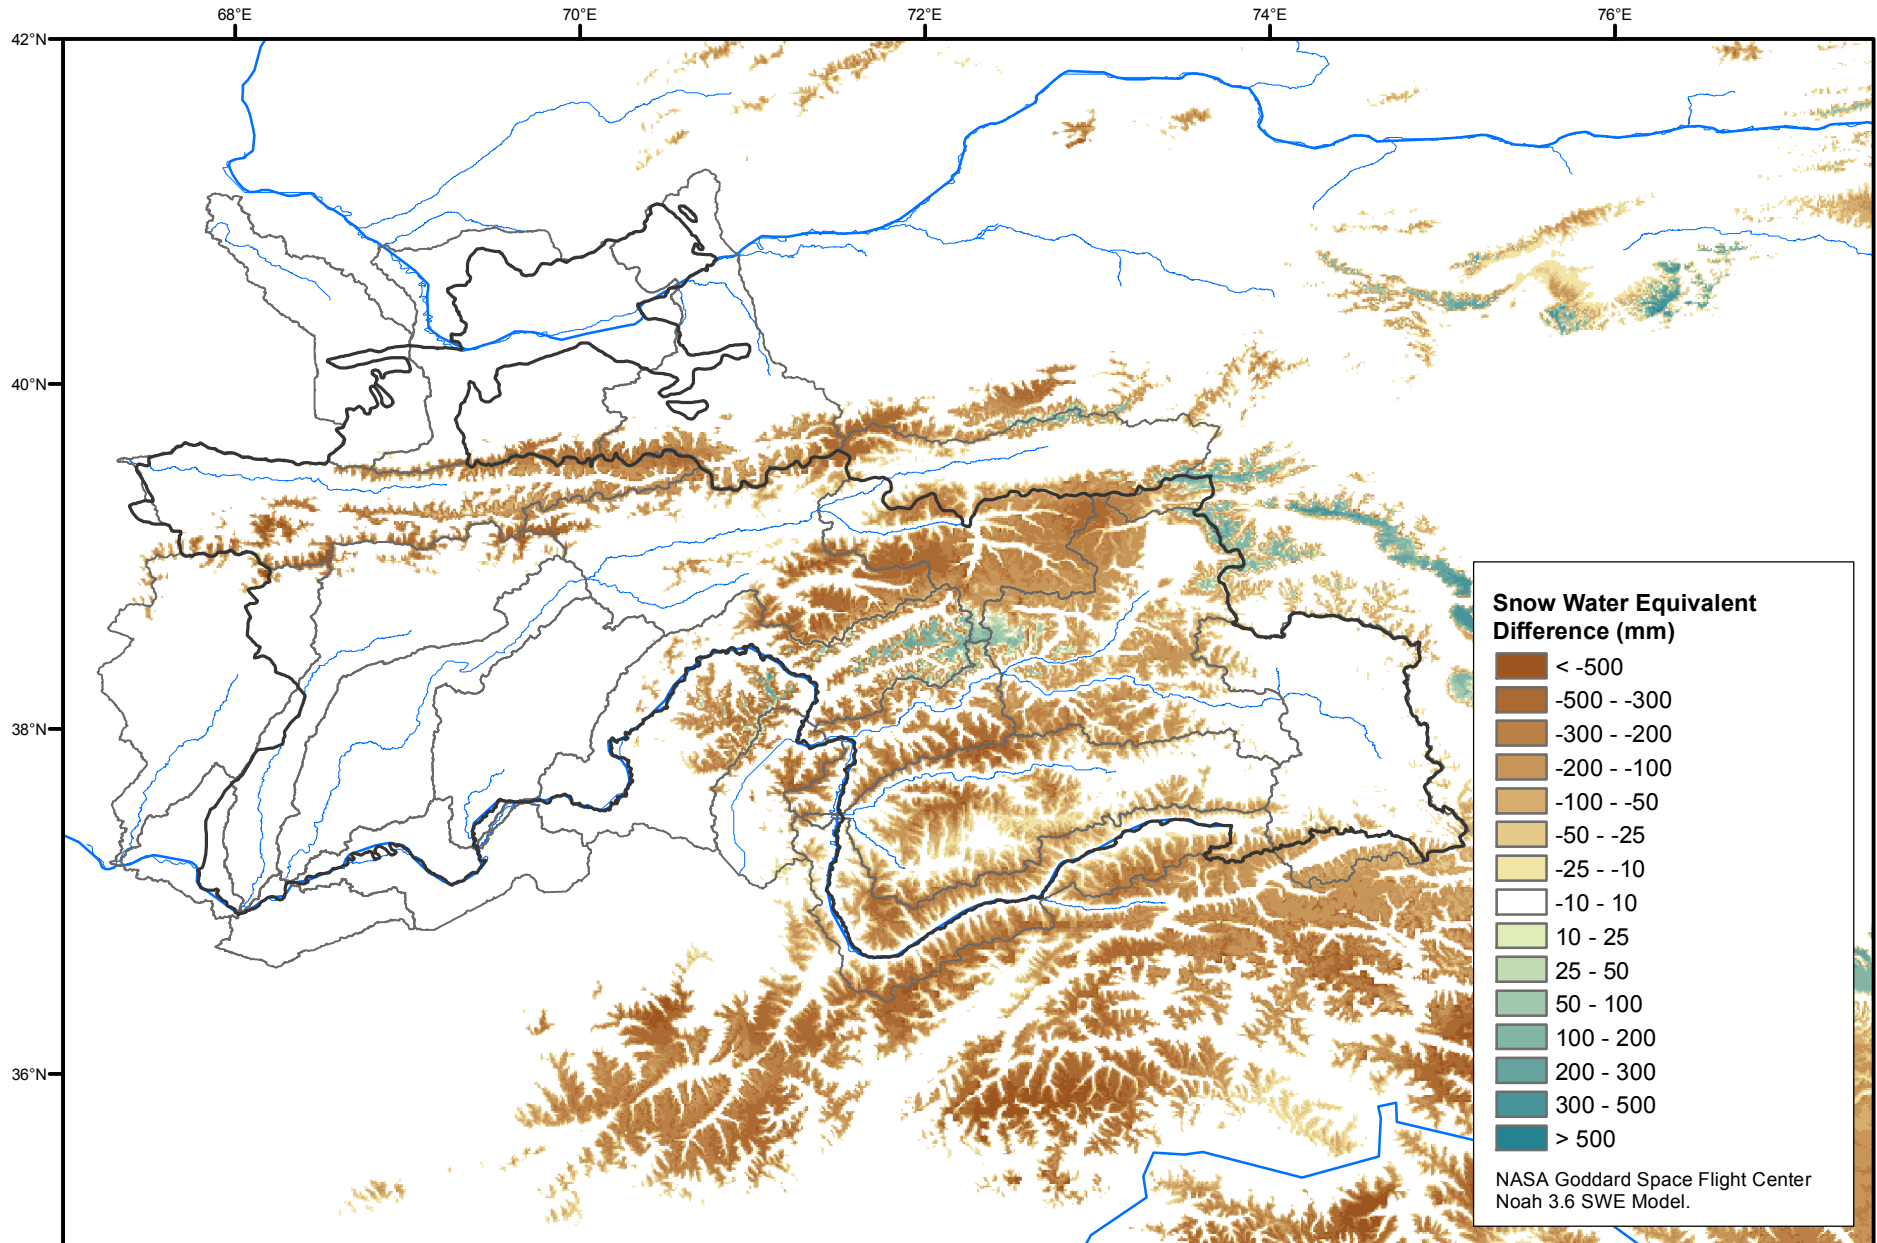 68°E
70°E
72°E
74°E
76°E
42°N
40°N
38°N
36°N
Snow Water Equivalent
Difference (mm)
< -500
-500 - -300
-300 - -200
-200 - -100
-100 - -50
-50 - -25
-25 - -10
-10 - 10
10 - 25
25 - 50
50 - 100
100 - 200
200 - 300
300 - 500
> 500
NASA Goddard Space Flight Center
Noah 3.6 SWE Model.